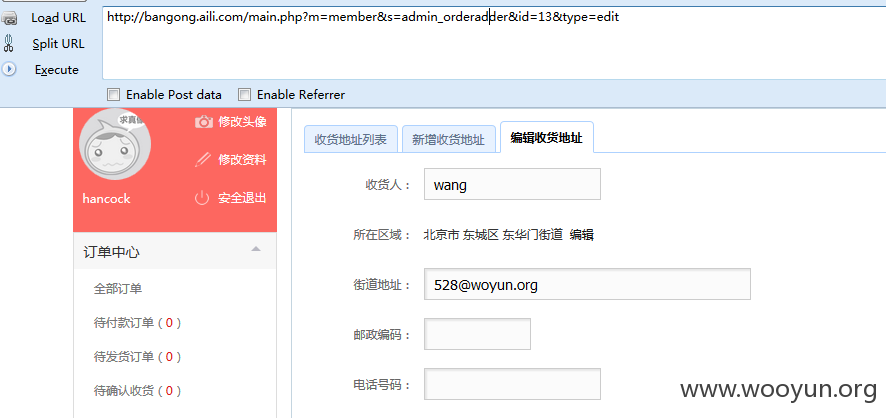 Load URL
http://bangong.aili.com/main.php?m=member&s=admin_orderadder&id=13&type=edit
Split URL
Execute
Enable Post data
Enable Referrer
求真像
修改头像
修改资料
hancock
安全退出
订单中心
全部订单
待付款订单（0）
待发货订单（0）
待确认收货（0）
收货地址列表
新增收货地址
编辑收货地址
收货人：
wang
所在区域：
北京市 东城区 东华门街道 编辑
街道地址：
528@woyun.org
邮政编码：
电话号码：
www.wooyun.org